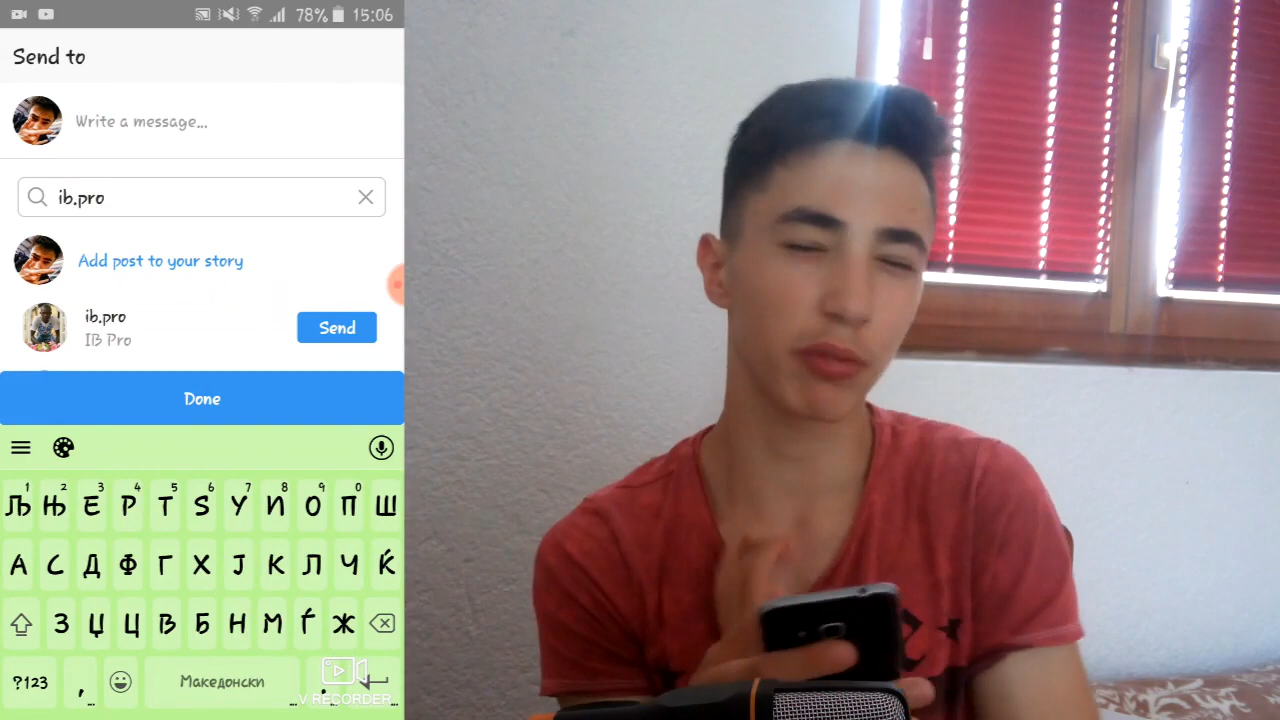 78% 15:06
Send to
Write a message...
ib.pro
Add post to your story
ib.pro
IB Pro
Send
Done
1 2 3 4 5 6 7 8 9 0
Љ Њ Е Р Т Ѕ У И О П Ш
А С Д Ф Г Х Ј К Л Ч Ќ
З Џ Ц В Б Н М Ѓ Ж
?123 , Македонски .
V RECORDER